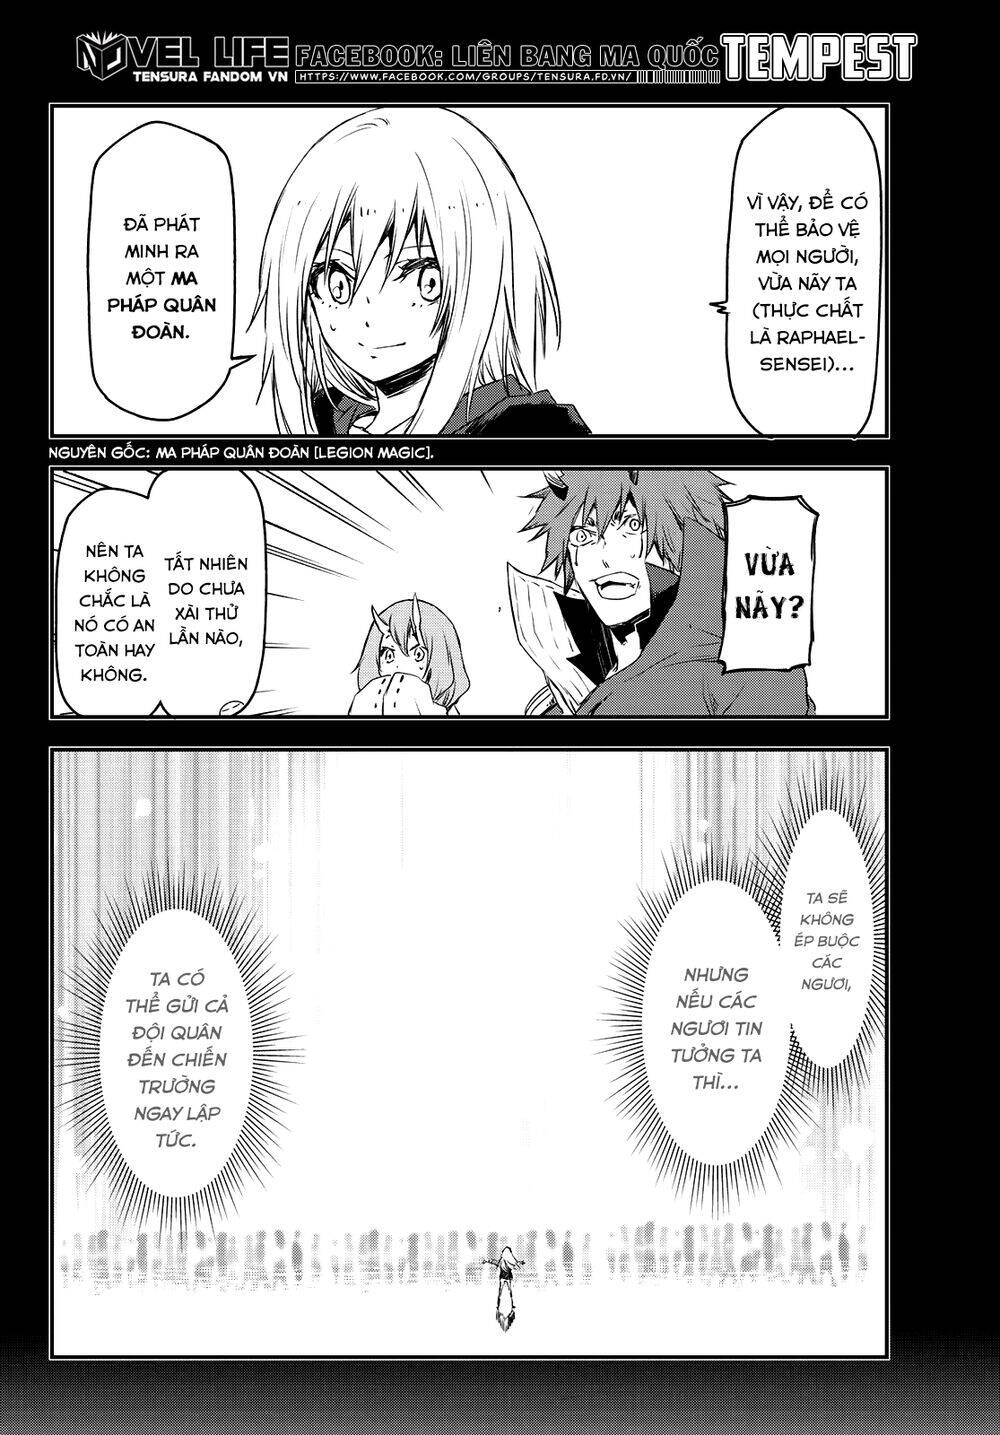 NOVEL LIFE
TENSURA FANDOM VN
FACEBOOK: LIÊN BANG MA QUỐC
HTTPS://WWW.FACEBOOK.COM/GROUPS/TENSURA.FD.VN/
TEMPEST
VÌ VẬY, ĐỂ CÓ
THỂ BẢO VỆ
MỌI NGƯỜI,
VỪA NÃY TA
(THỰC CHẤT
LÀ RAPHAEL-
SENSEI)...
ĐÃ PHÁT
MINH RA
MỘT MA
PHÁP QUÂN
ĐOÀN.
NGUYÊN GỐC: MA PHÁP QUÂN ĐOÀN [LEGION MAGIC].
VỪA
NÃY?
TẤT NHIÊN
DO CHƯA
XÀI THỬ
LẦN NÀO,
NÊN TA
KHÔNG
CHẮC LÀ
NÓ CÓ AN
TOÀN HAY
KHÔNG.
TA SẼ
KHÔNG
ÉP BUỘC
CÁC
NGƯƠI,
NHƯNG
NẾU CÁC
NGƯƠI TIN
TƯỞNG TA
THÌ...
TA CÓ
THỂ GỬI CẢ
ĐỘI QUÂN
ĐẾN CHIẾN
TRƯỜNG
NGAY LẬP
TỨC.